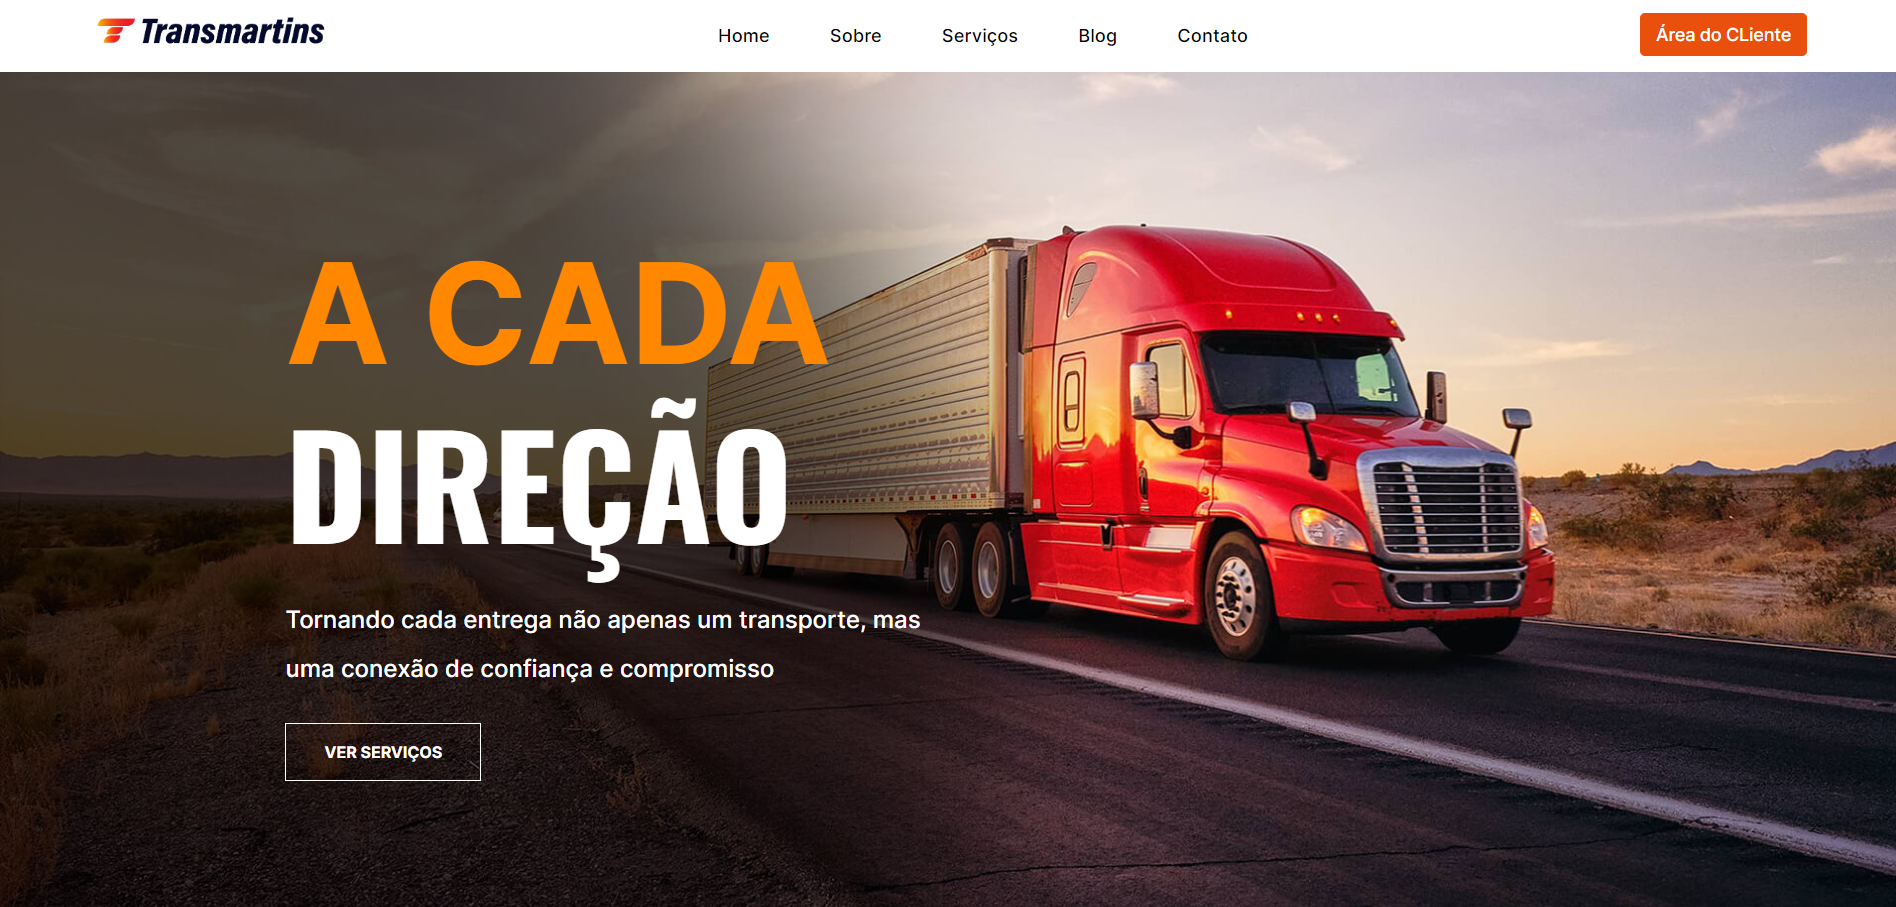 Transmartins
Home Sobre Serviços Blog Contato
Área do CLiente
A CADA
DIREÇÃO
Tornando cada entrega não apenas um transporte, mas
uma conexão de confiança e compromisso
VER SERVIÇOS